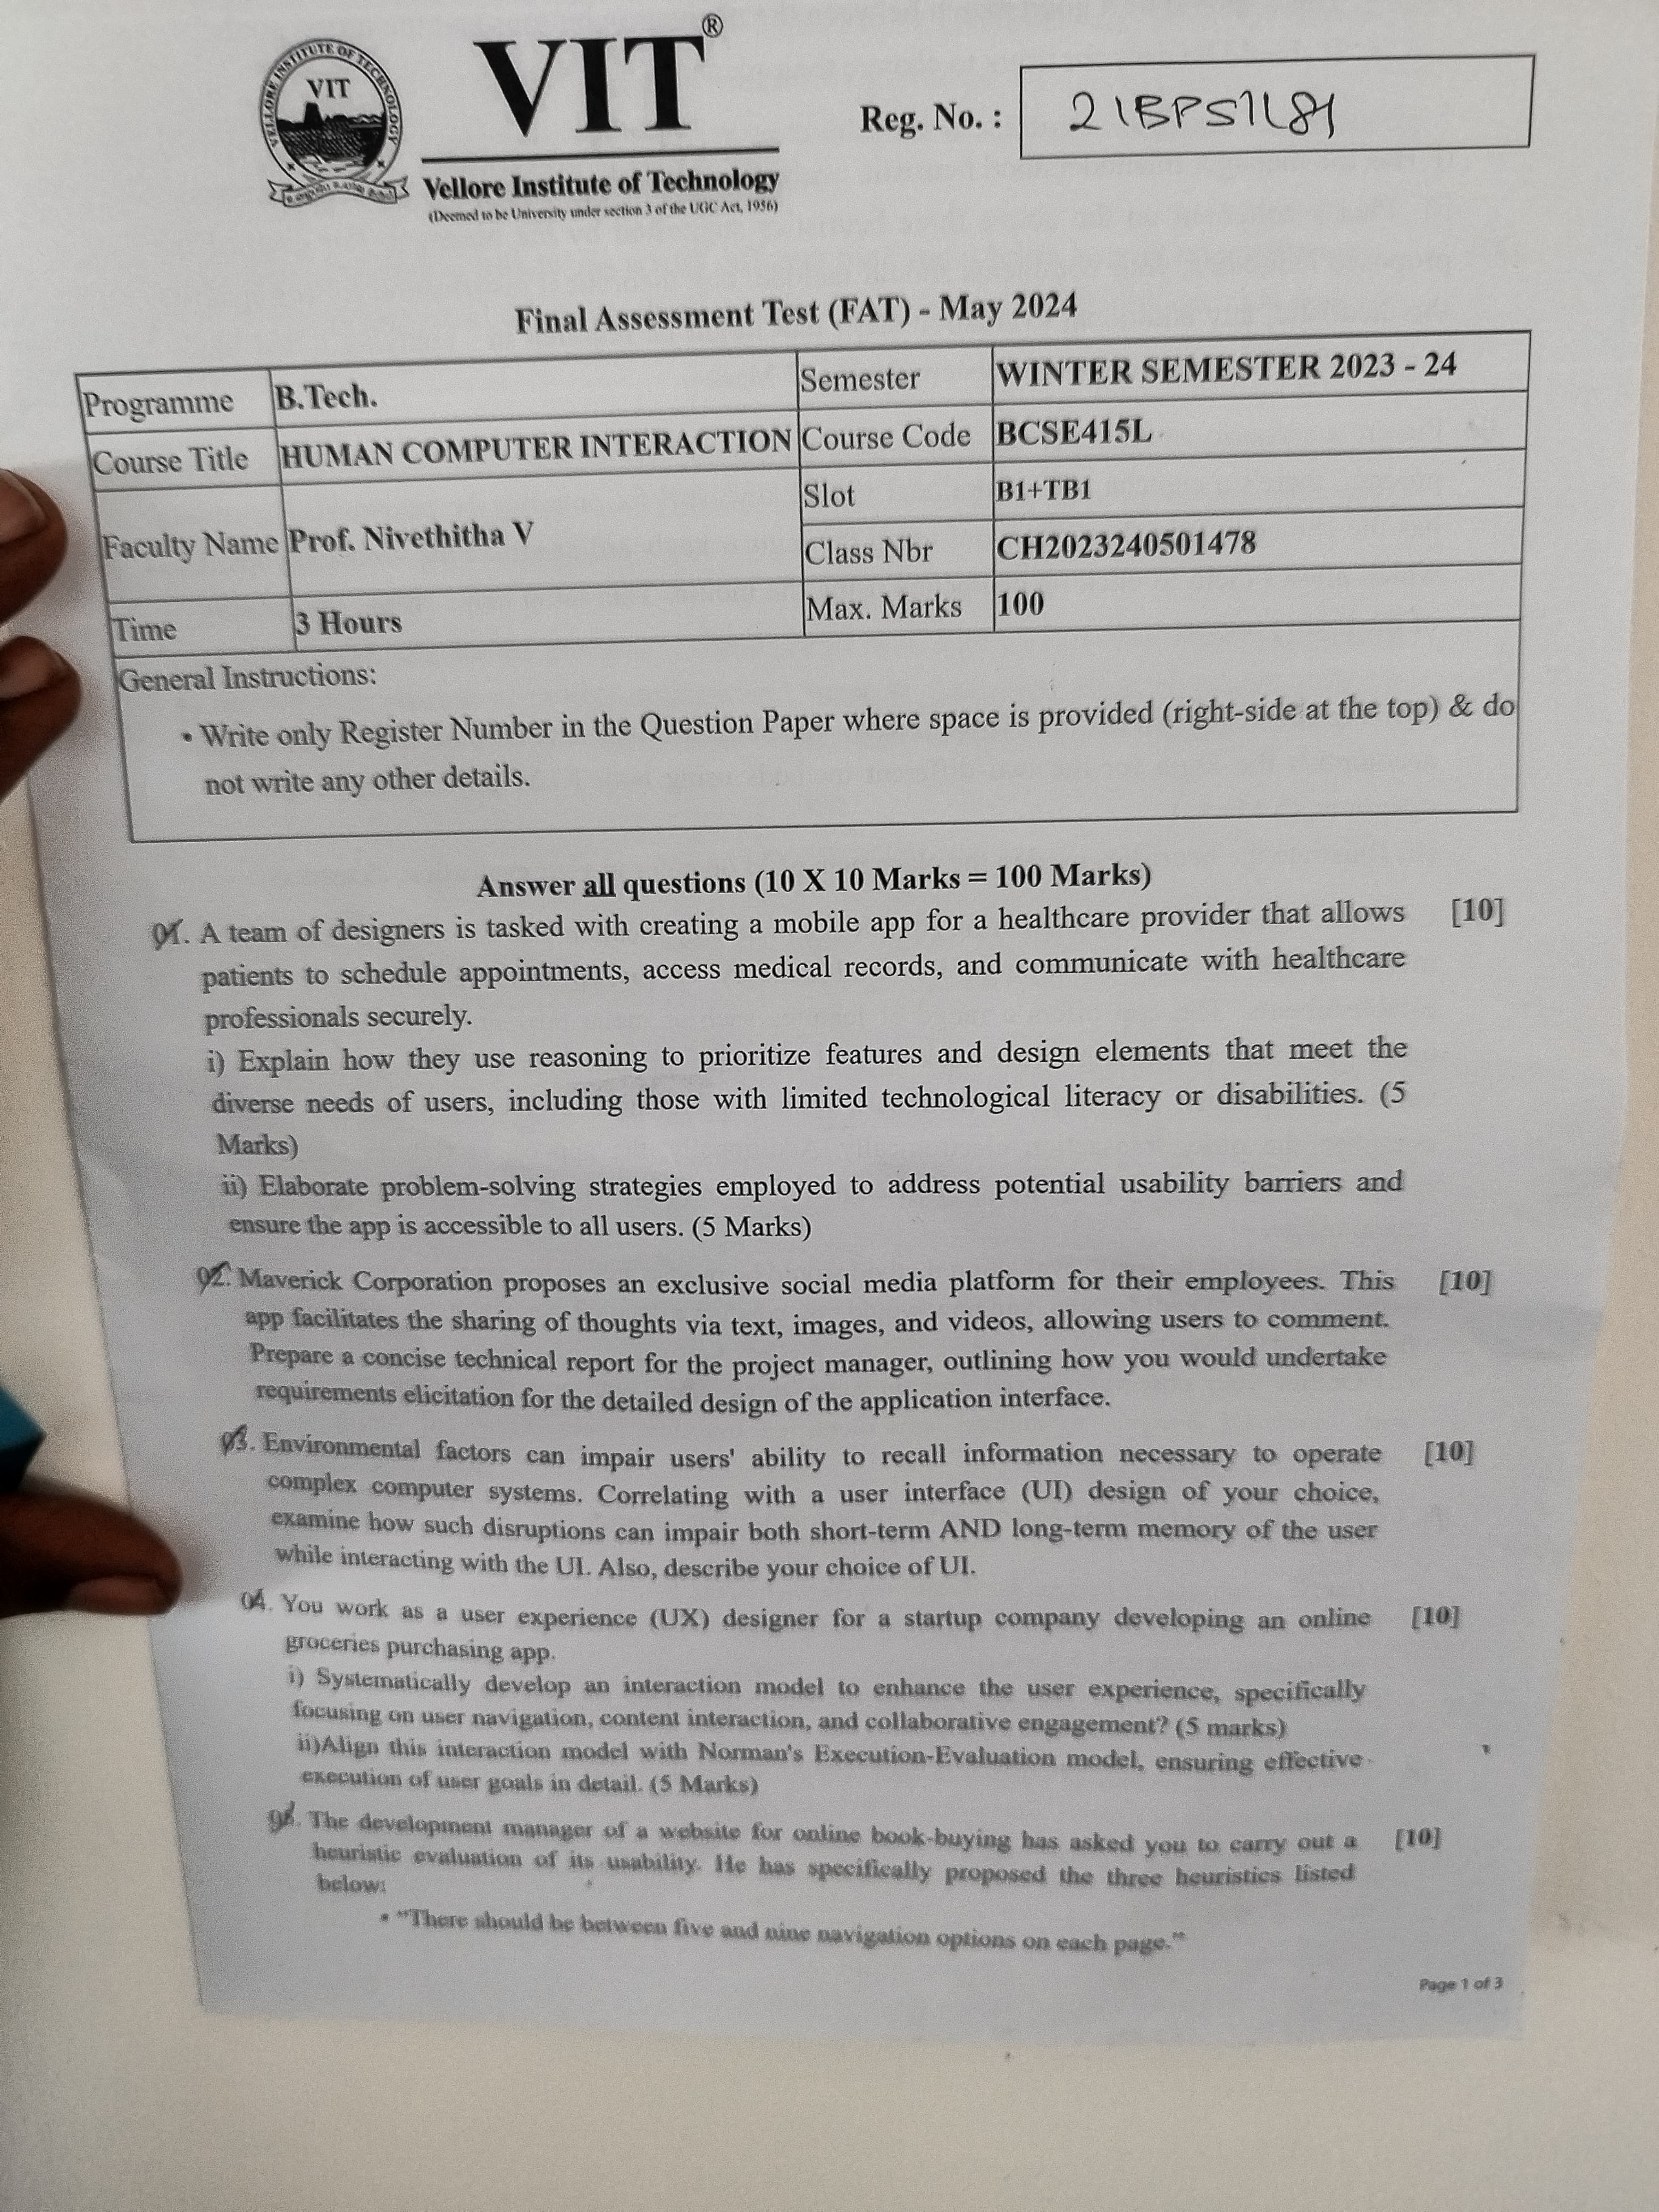 VIT®
VELLORE INSTITUTE OF TECHNOLOGY
VIT
Vellore Institute of Technology
(Deemed to be University under section 3 of the UGC Act, 1956)
Reg. No. :
Final Assessment Test (FAT) - May 2024
Programme B.Tech. Semester WINTER SEMESTER 2023 - 24
Course Title HUMAN COMPUTER INTERACTION Course Code BCSE415L
Slot B1+TB1
Faculty Name Prof. Nivethitha V
Class Nbr CH2023240501478
Time 3 Hours Max. Marks 100
General Instructions:
• Write only Register Number in the Question Paper where space is provided (right-side at the top) & do
not write any other details.
Answer all questions (10 X 10 Marks = 100 Marks)
01. A team of designers is tasked with creating a mobile app for a healthcare provider that allows [10]
patients to schedule appointments, access medical records, and communicate with healthcare
professionals securely.
i) Explain how they use reasoning to prioritize features and design elements that meet the
diverse needs of users, including those with limited technological literacy or disabilities. (5
Marks)
ii) Elaborate problem-solving strategies employed to address potential usability barriers and
ensure the app is accessible to all users. (5 Marks)
02. Maverick Corporation proposes an exclusive social media platform for their employees. This [10]
app facilitates the sharing of thoughts via text, images, and videos, allowing users to comment.
Prepare a concise technical report for the project manager, outlining how you would undertake
requirements elicitation for the detailed design of the application interface.
03. Environmental factors can impair users' ability to recall information necessary to operate [10]
complex computer systems. Correlating with a user interface (UI) design of your choice,
examine how such disruptions can impair both short-term AND long-term memory of the user
while interacting with the UI. Also, describe your choice of UI.
04. You work as a user experience (UX) designer for a startup company developing an online [10]
groceries purchasing app.
i) Systematically develop an interaction model to enhance the user experience, specifically
focusing on user navigation, content interaction, and collaborative engagement? (5 marks)
ii)Align this interaction model with Norman's Execution-Evaluation model, ensuring effective
execution of user goals in detail. (5 Marks)
05. The development manager of a website for online book-buying has asked you to carry out a [10]
heuristic evaluation of its usability. He has specifically proposed the three heuristics listed
below:
• "There should be between five and nine navigation options on each page."
Page 1 of 3